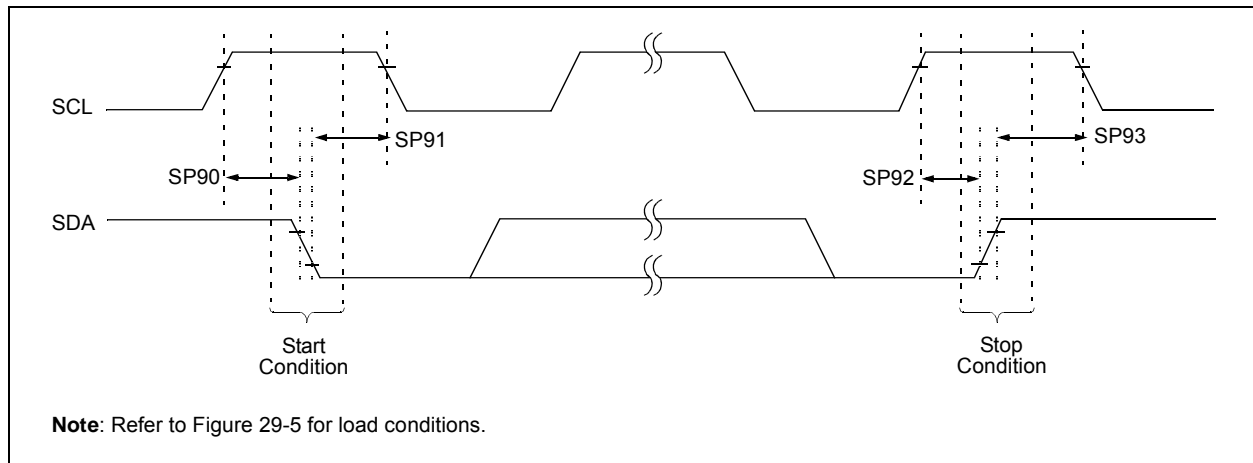 SCL
SP91
SP93
SP90
SP92
SDA
Start
Condition
Stop
Condition
Note: Refer to Figure 29-5 for load conditions.